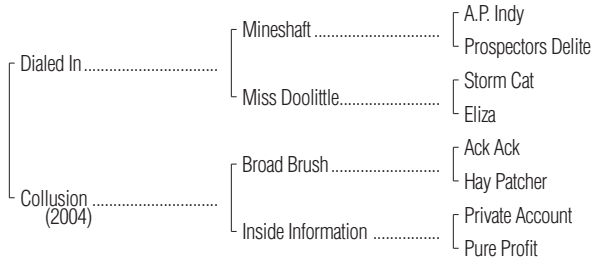 A.P. Indy
Mineshaft
Prospectors Delite
Dialed In
Storm Cat
Miss Doolittle
Eliza
Ack Ack
Broad Brush
Hay Patcher
Collusion
(2004)
Private Account
Inside Information
Pure Profit